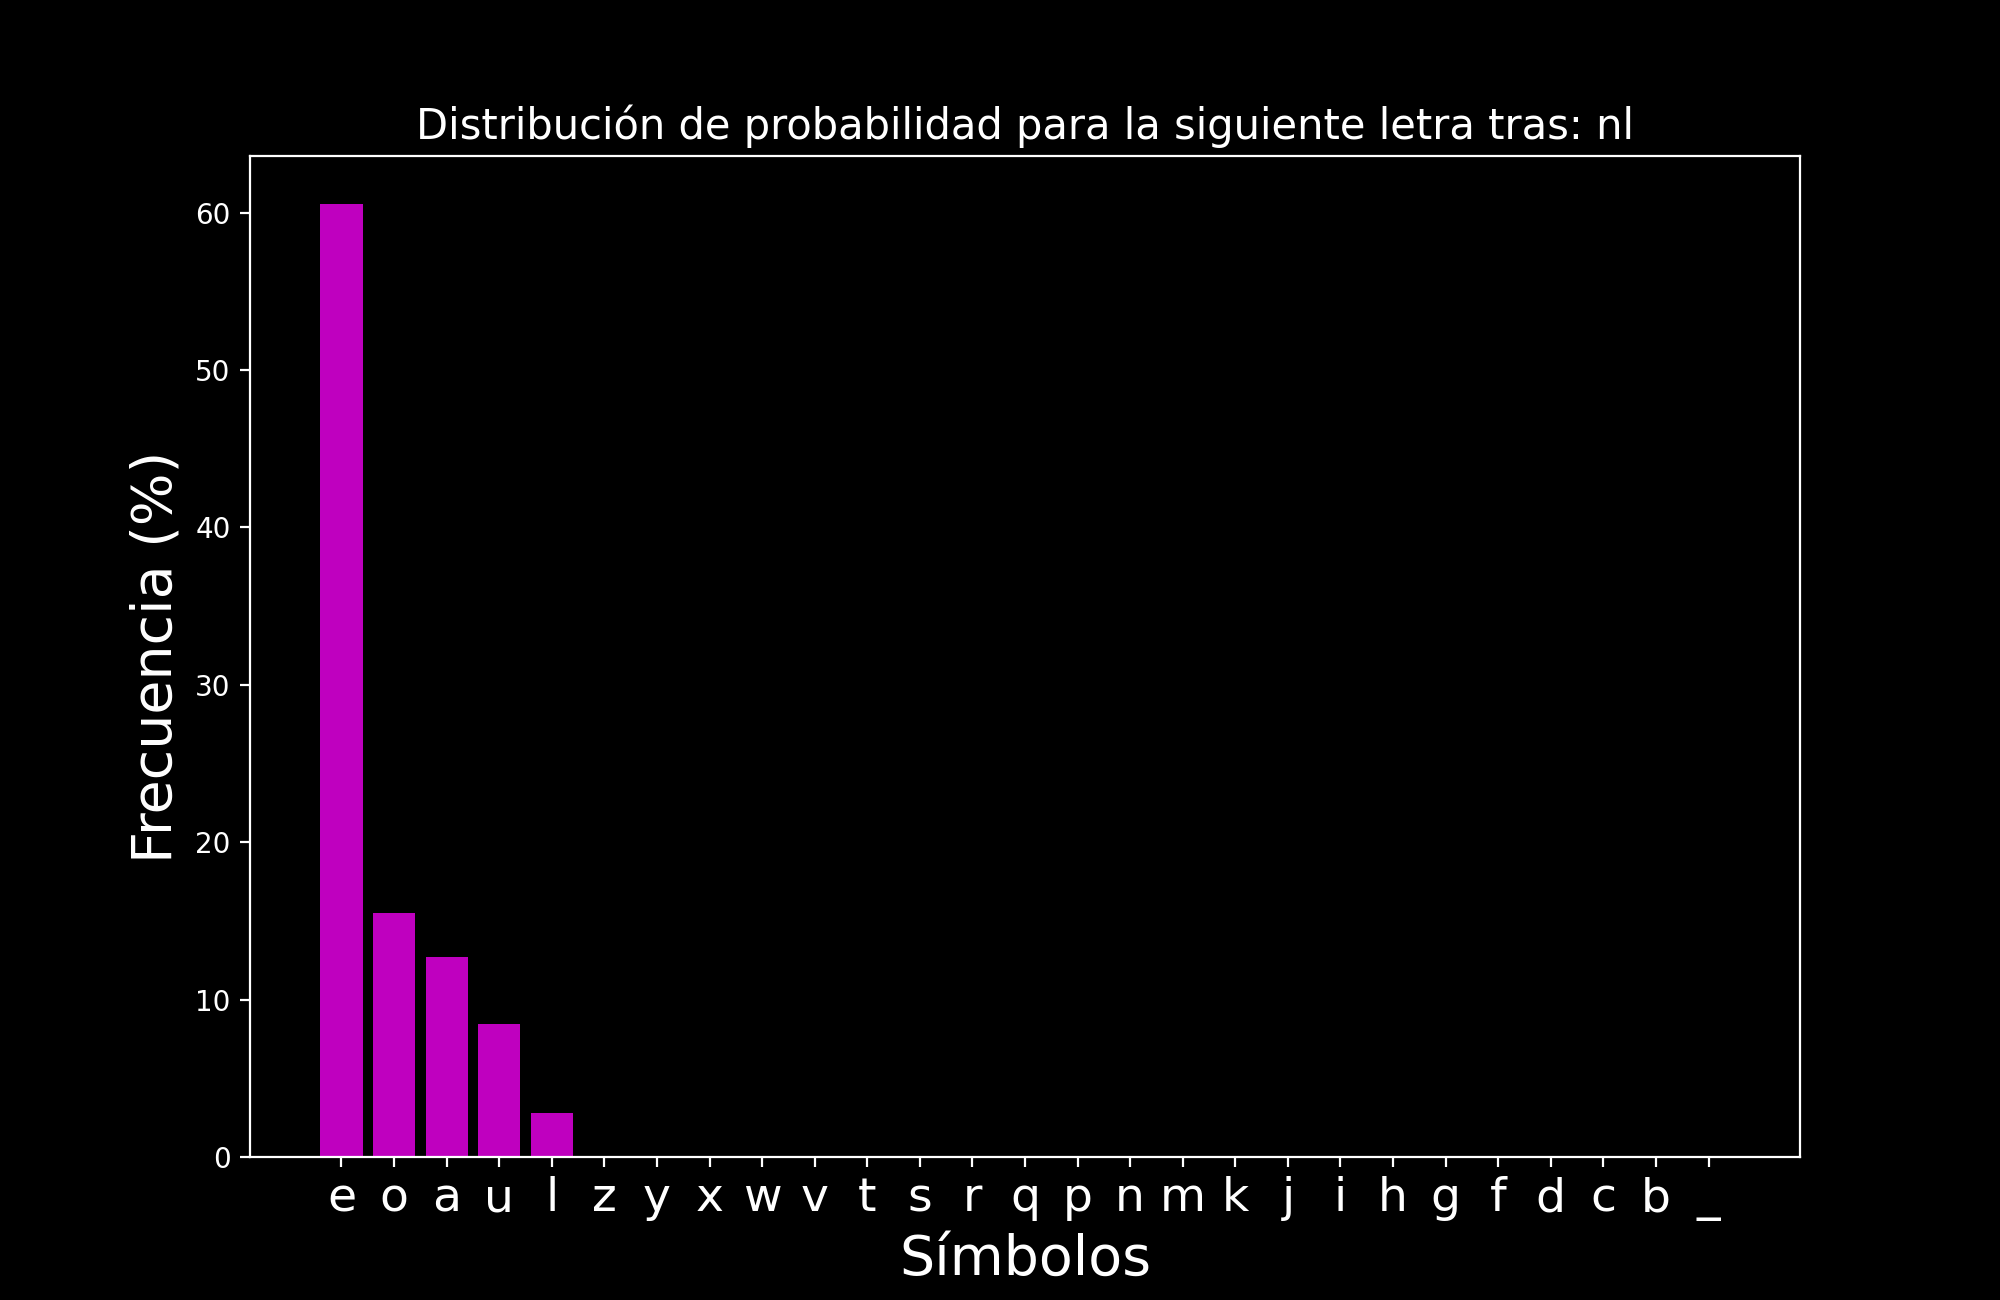 Distribución de probabilidad para la siguiente letra tras: nl
Frecuencia (%)
60
50
40
30
20
10
0
e o a u l z y x w v t s r q p n m k j i h g f d c b _
Símbolos